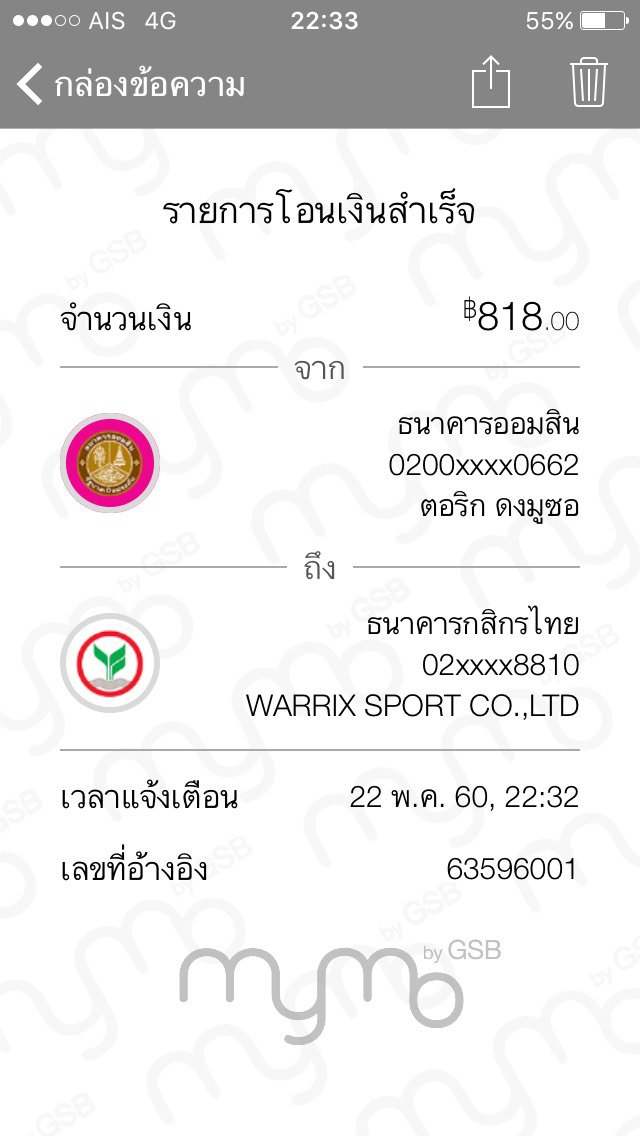 AIS 4G 22:33 55%
กล่องข้อความ
รายการโอนเงินสำเร็จ
จำนวนเงิน ฿818.00
จาก
ธนาคารออมสิน
0200xxxx0662
ตอริก ดงมูซอ
ถึง
ธนาคารกสิกรไทย
02xxxx8810
WARRIX SPORT CO.,LTD
เวลาแจ้งเตือน 22 พ.ค. 60, 22:32
เลขที่อ้างอิง 63596001
mymo by GSB